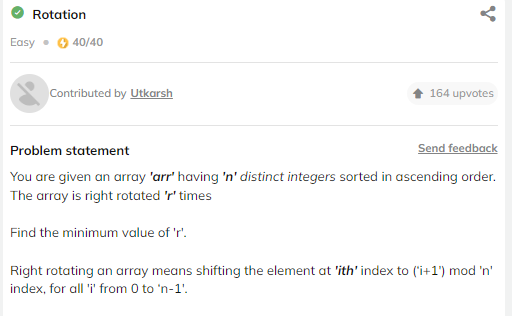 Rotation
Easy • 40/40
Contributed by Utkarsh
164 upvotes
Problem statement
Send feedback
You are given an array 'arr' having 'n' distinct integers sorted in ascending order.
The array is right rotated 'r' times
Find the minimum value of 'r'.
Right rotating an array means shifting the element at 'ith' index to (‘i+1') mod 'n'
index, for all 'i' from 0 to ‘n-1'.